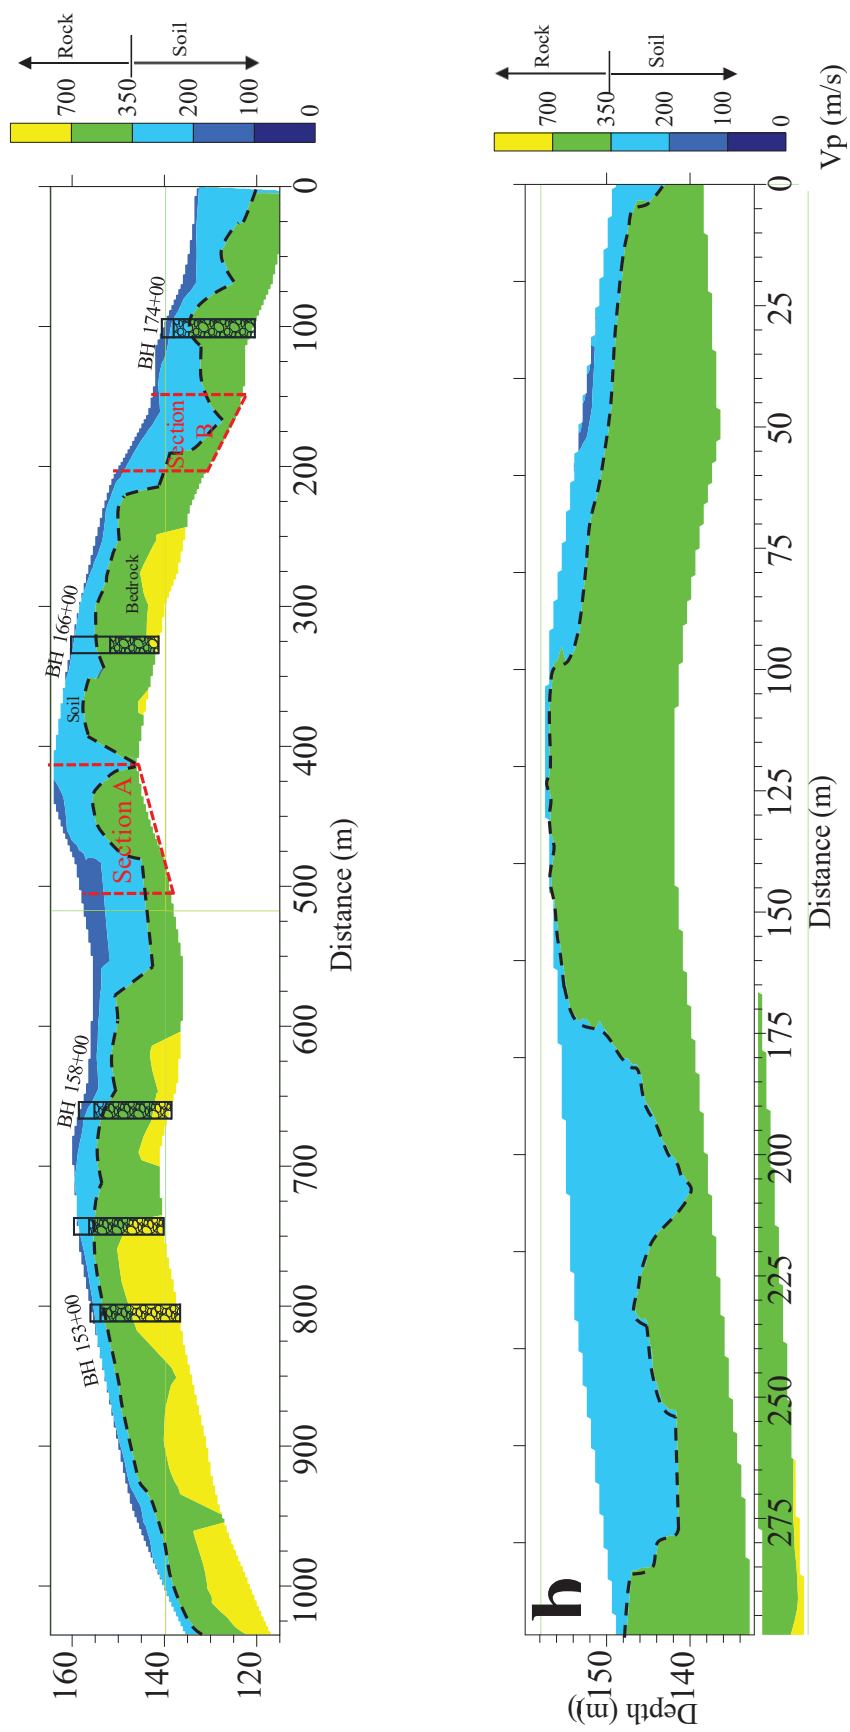 160
140
120
1000
900
800
700
600
500
400
300
200
100
0
Distance (m)
BH 153+00
BH 158+00
BH 166+00
BH 174+00
Section A
Section
B
Soil
Bedrock
700
350
200
100
0
Rock
Soil
h
150
140
Depth (m)
275
250
225
200
175
150
125
100
75
50
25
0
Distance (m)
700
350
200
100
0
Rock
Soil
Vp (m/s)